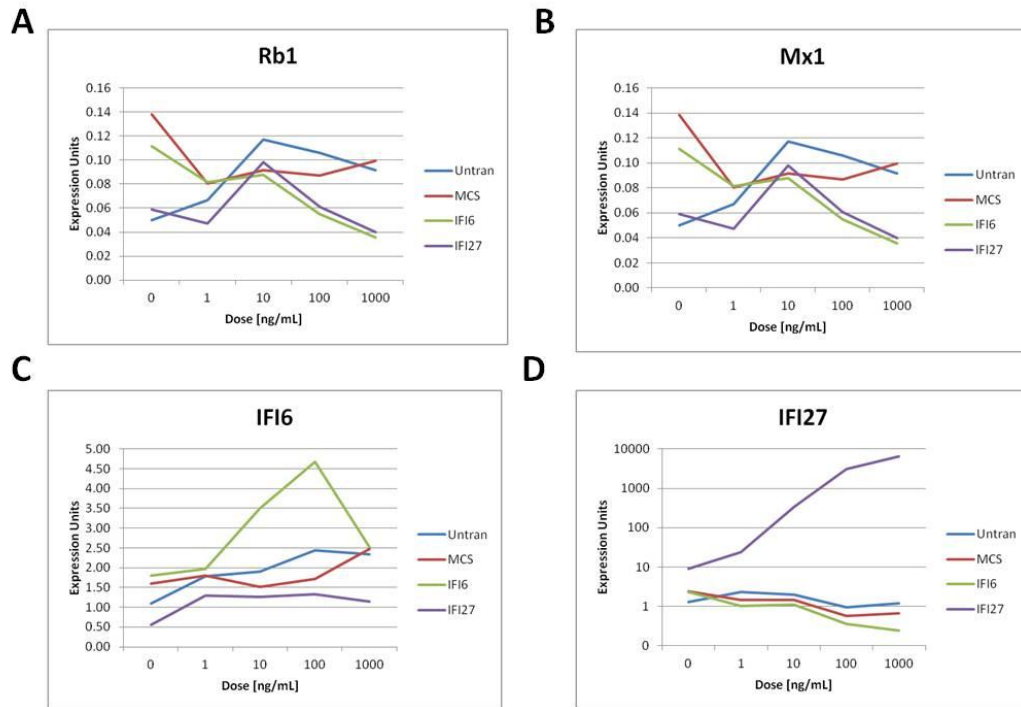 A
Rb1
Expression Units
0.16
0.14
0.12
0.10
0.08
0.06
0.04
0.02
0.00
0 1 10 100 1000
Dose [ng/mL]
Untran
MCS
IFI6
IFI27
B
Mx1
Expression Units
0.16
0.14
0.12
0.10
0.08
0.06
0.04
0.02
0.00
0 1 10 100 1000
Dose [ng/mL]
Untran
MCS
IFI6
IFI27
C
IFI6
Expression Units
5.00
4.50
4.00
3.50
3.00
2.50
2.00
1.50
1.00
0.50
0.00
0 1 10 100 1000
Dose [ng/mL]
Untran
MCS
IFI6
IFI27
D
IFI27
Expression Units
10000
1000
100
10
1
0
0 1 10 100 1000
Dose [ng/mL]
Untran
MCS
IFI6
IFI27